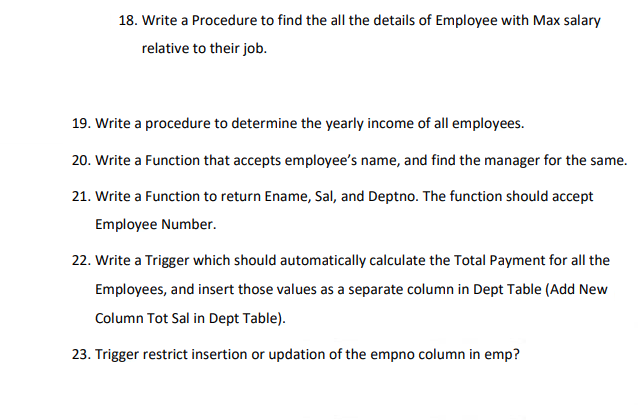 18. Write a Procedure to find the all the details of Employee with Max salary
relative to their job.
19. Write a procedure to determine the yearly income of all employees.
20. Write a Function that accepts employee’s name, and find the manager for the same.
21. Write a Function to return Ename, Sal, and Deptno. The function should accept
Employee Number.
22. Write a Trigger which should automatically calculate the Total Payment for all the
Employees, and insert those values as a separate column in Dept Table (Add New
Column Tot Sal in Dept Table).
23. Trigger restrict insertion or updation of the empno column in emp?